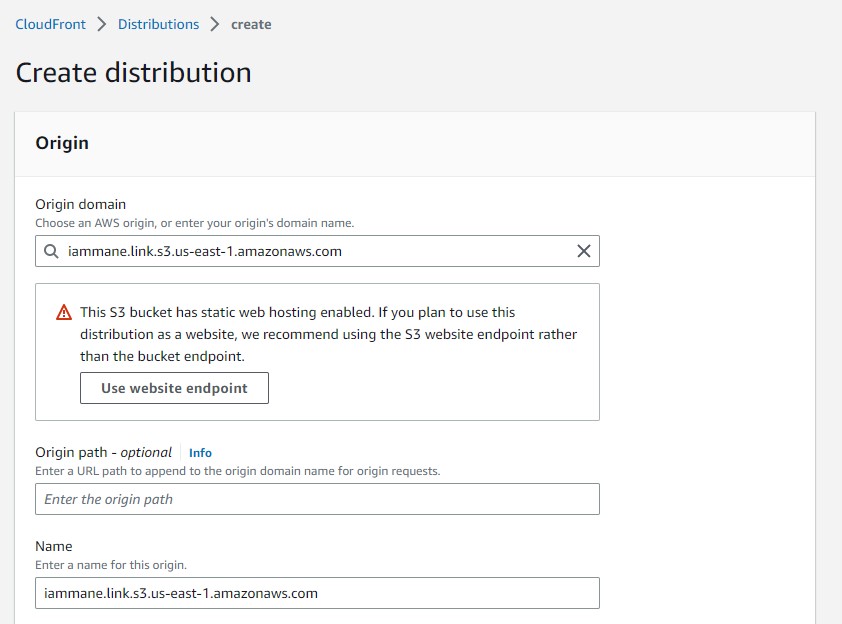 CloudFront > Distributions > create
Create distribution
Origin
Origin domain
Choose an AWS origin, or enter your origin's domain name.
iammane.link.s3.us-east-1.amazonaws.com
This S3 bucket has static web hosting enabled. If you plan to use this
distribution as a website, we recommend using the S3 website endpoint rather
than the bucket endpoint.
Use website endpoint
Origin path - optional Info
Enter a URL path to append to the origin domain name for origin requests.
Enter the origin path
Name
Enter a name for this origin.
iammane.link.s3.us-east-1.amazonaws.com